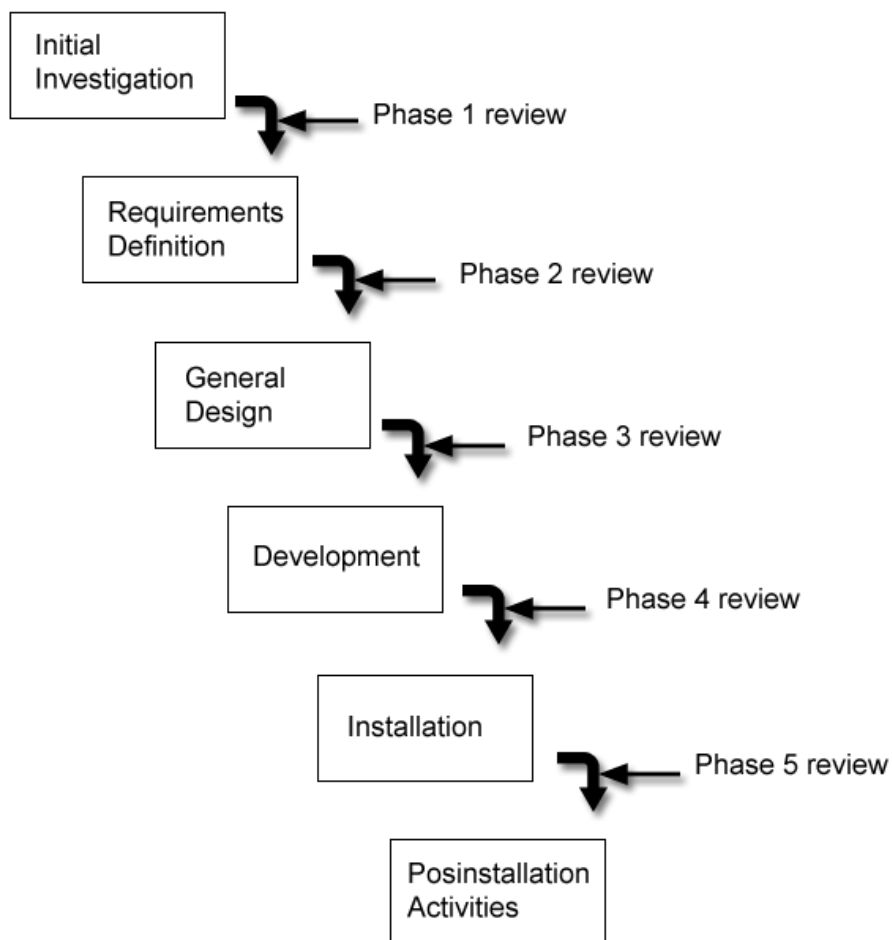 Initial
Investigation
Phase 1 review
Requirements
Definition
Phase 2 review
General
Design
Phase 3 review
Development
Phase 4 review
Installation
Phase 5 review
Posinstallation
Activities